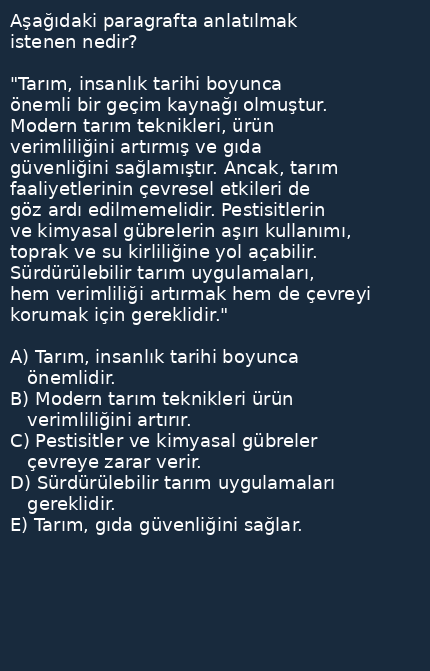 Aşağıdaki paragrafta anlatılmak
istenen nedir?

"Tarım, insanlık tarihi boyunca
önemli bir geçim kaynağı olmuştur.
Modern tarım teknikleri, ürün
verimliliğini artırmış ve gıda
güvenliğini sağlamıştır. Ancak, tarım
faaliyetlerinin çevresel etkileri de
göz ardı edilmemelidir. Pestisitlerin
ve kimyasal gübrelerin aşırı kullanımı,
toprak ve su kirliliğine yol açabilir.
Sürdürülebilir tarım uygulamaları,
hem verimliliği artırmak hem de çevreyi
korumak için gereklidir."

A) Tarım, insanlık tarihi boyunca
önemlidir.
B) Modern tarım teknikleri ürün
verimliliğini artırır.
C) Pestisitler ve kimyasal gübreler
çevreye zarar verir.
D) Sürdürülebilir tarım uygulamaları
gereklidir.
E) Tarım, gıda güvenliğini sağlar.